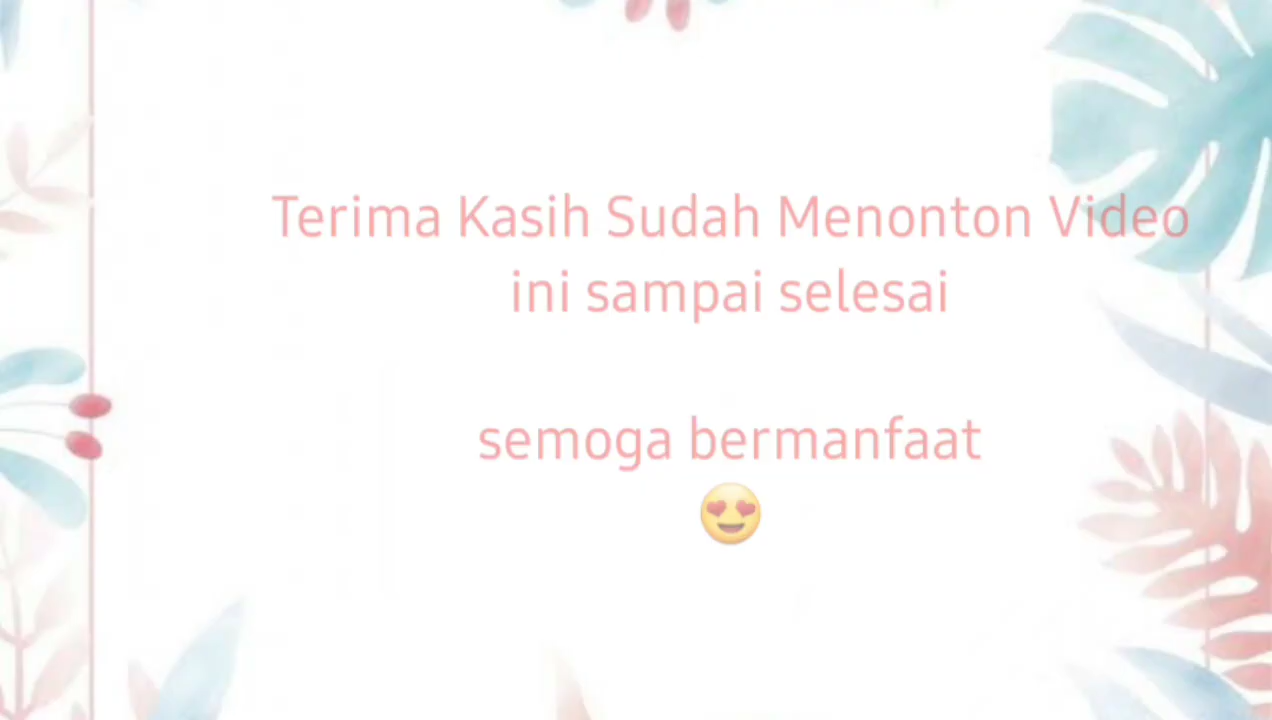 Terima Kasih Sudah Menonton Video
ini sampai selesai
semoga bermanfaat
😍